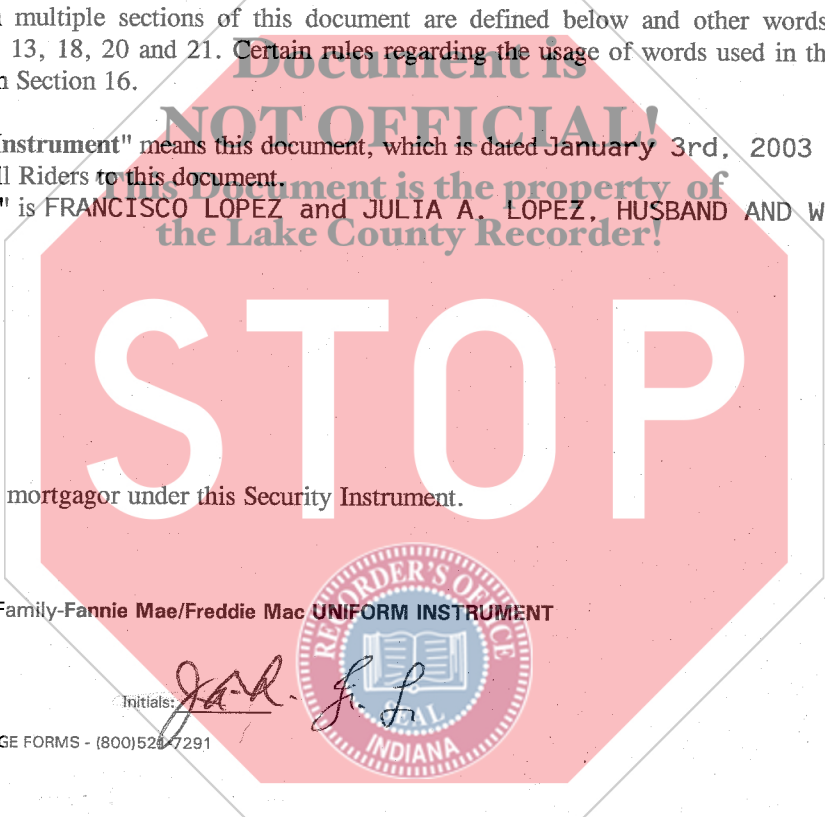 multiple sections of this document are defined below and other words
13, 18, 20 and 21. Certain rules regarding the usage of words used in th
n Section 16.
Document is
NOT OFFICIAL!
Instrument" means this document, which is dated January 3rd, 2003
ll Riders to this document.
This Document is the property of
" is FRANCISCO LOPEZ and JULIA A. LOPEZ, HUSBAND AND W
the Lake County Recorder!
STOP
mortgagor under this Security Instrument.
Family-Fannie Mae/Freddie Mac UNIFORM INSTRUMENT
RECORDER'S OFFICE
SEAL
INDIANA
Initials:
GE FORMS - (800)521-7291